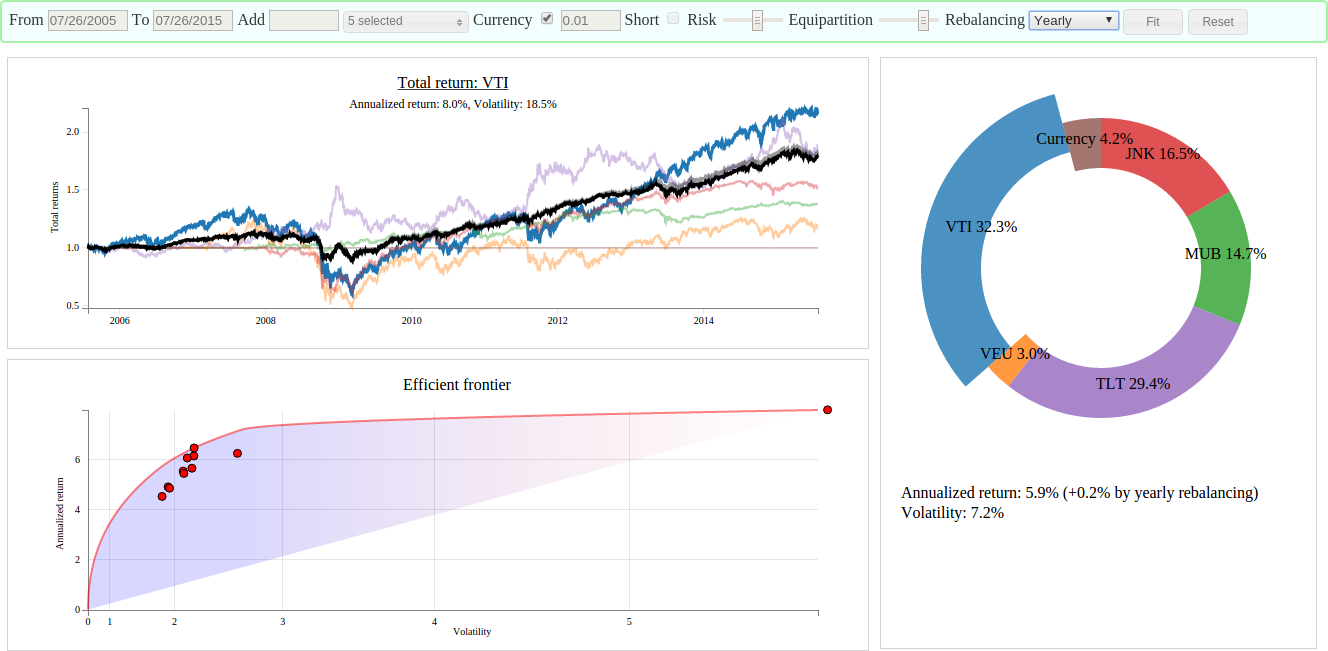 From 07/26/2005 To 07/26/2015 Add 5 selected Currency 0.01 Short Risk Equipartition Rebalancing Yearly Fit Reset
Total return: VTI
Annualized return: 8.0%, Volatility: 18.5%
Total returns
2.0
1.5
1.0
0.5
2006 2008 2010 2012 2014
Efficient frontier
Annualized return
6
4
2
0
0 1 2 3 4 5
Volatility
Currency 4.2%
JNK 16.5%
VTI 32.3%
MUB 14.7%
VEU 3.0%
TLT 29.4%
Annualized return: 5.9% (+0.2% by yearly rebalancing)
Volatility: 7.2%